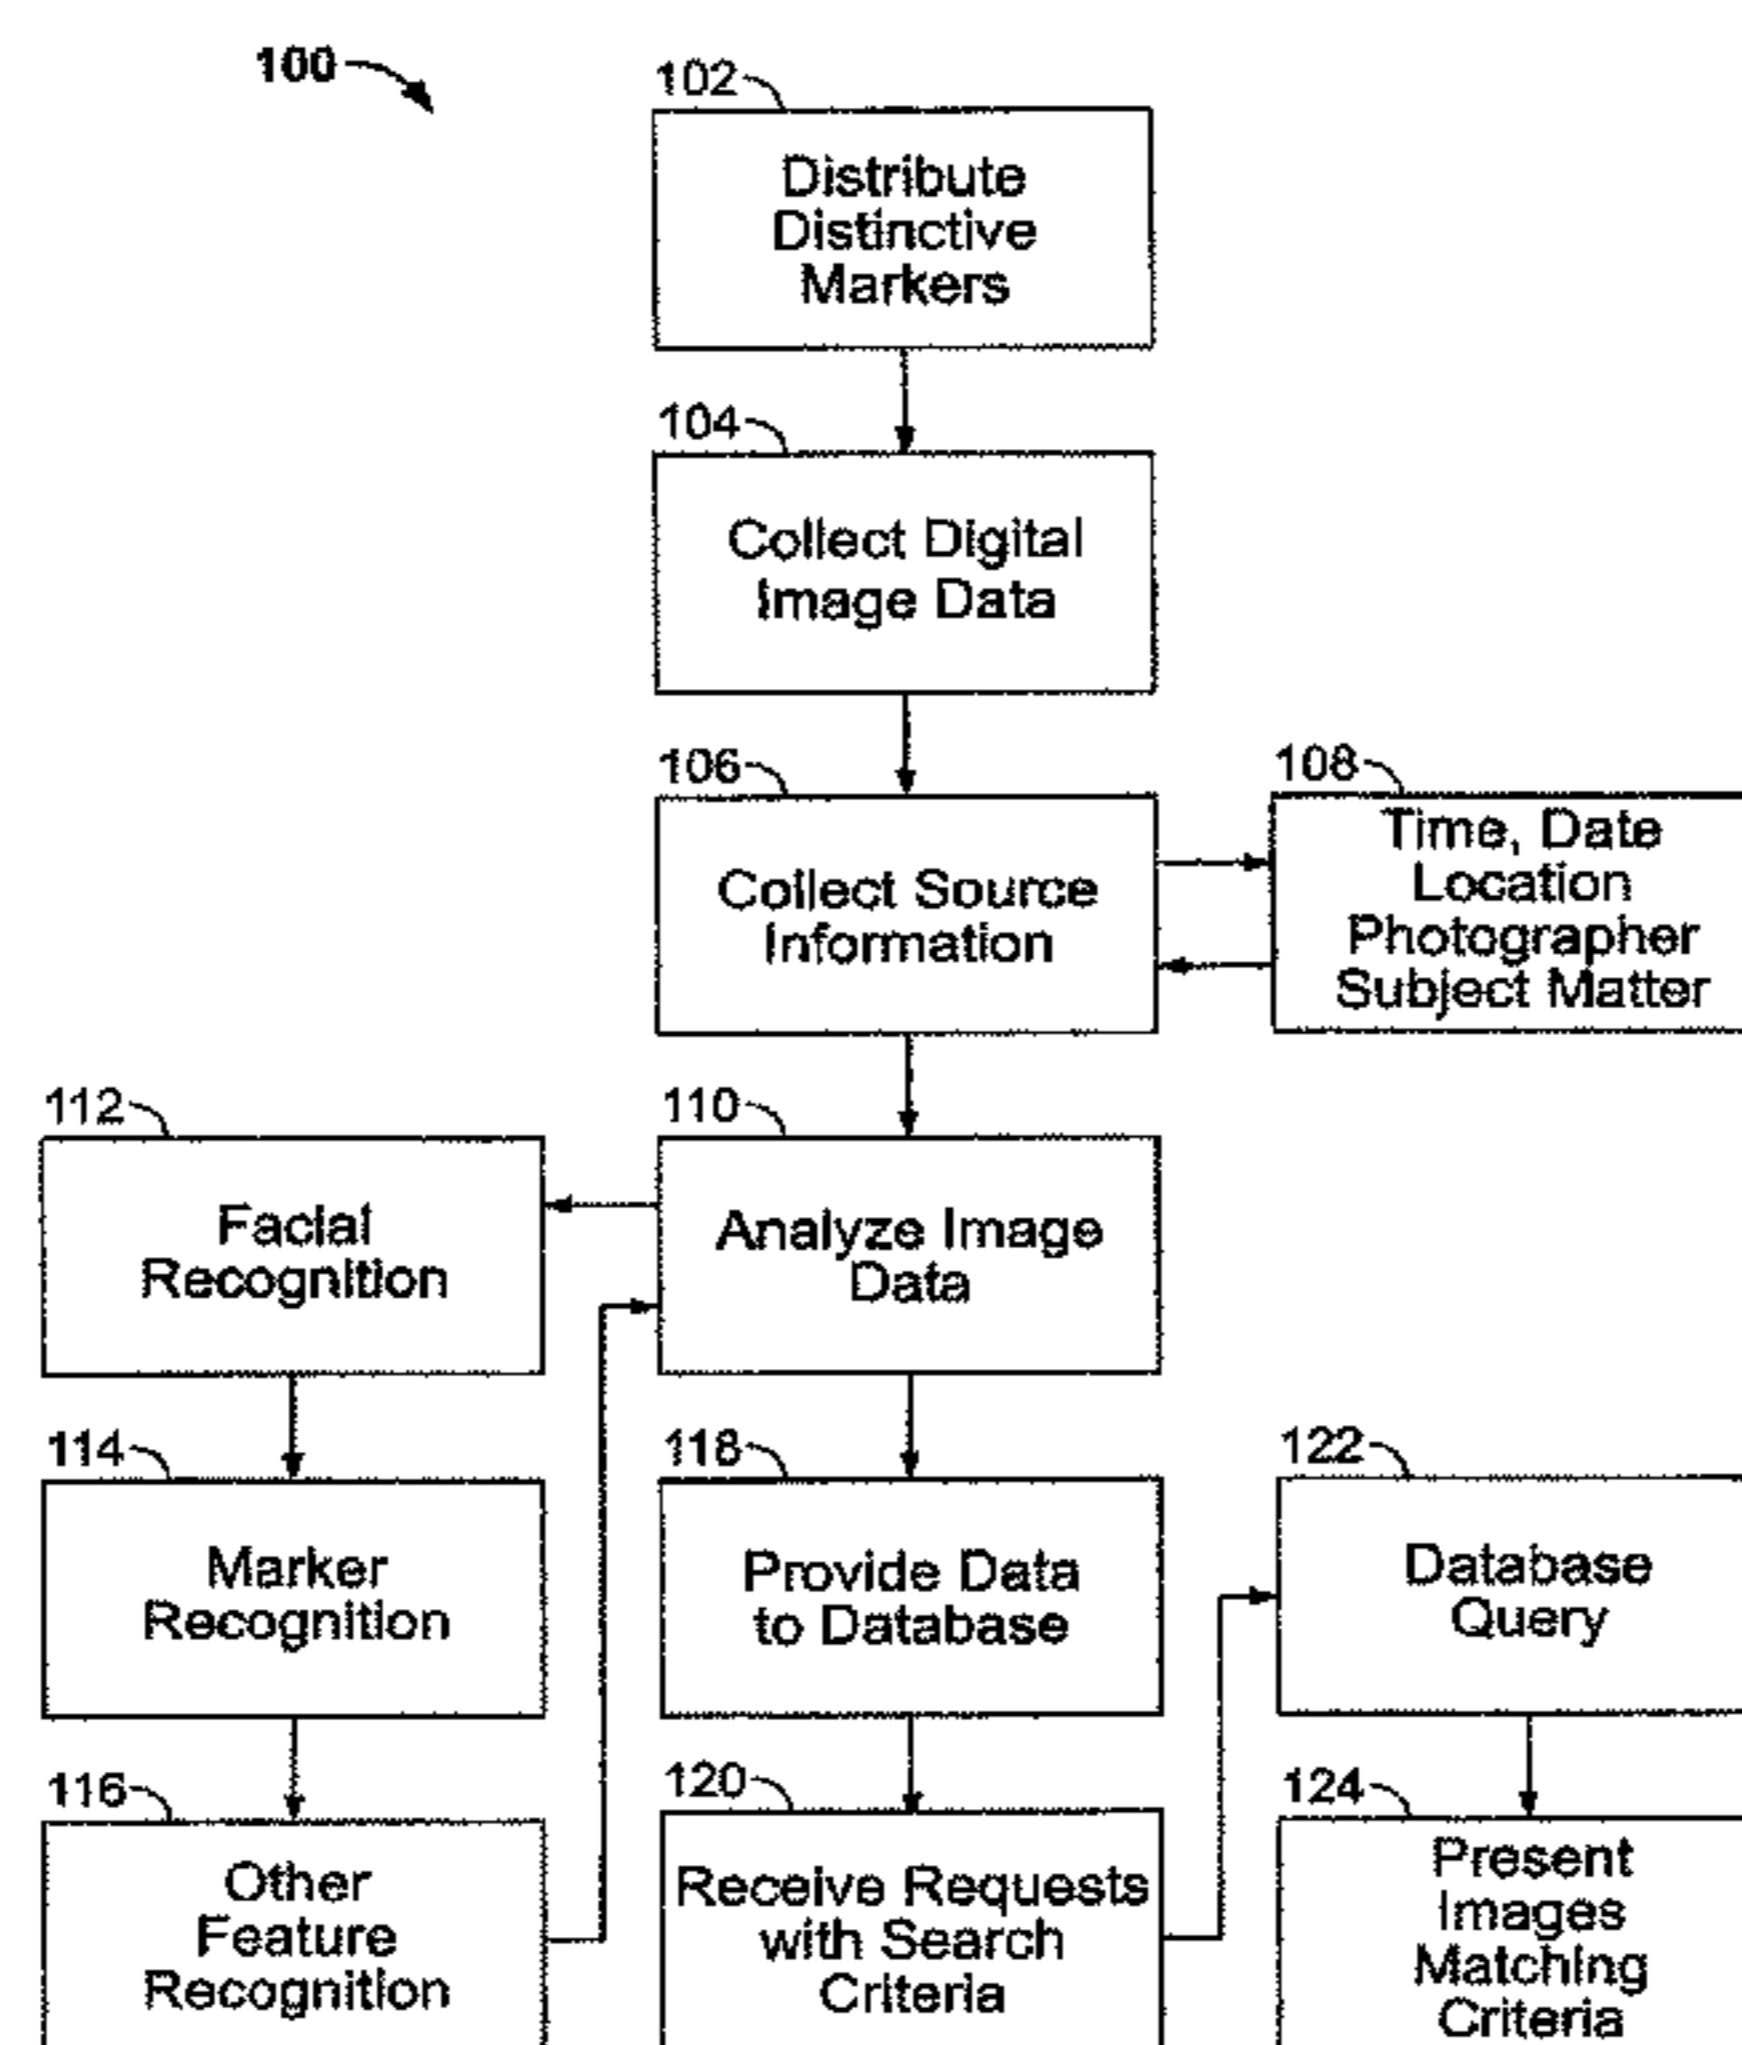 100
102
Distribute
Distinctive
Markers
104
Collect Digital
Image Data
106
Collect Source
Information
108
Time, Date
Location
Photographer
Subject Matter
112
Facial
Recognition
110
Analyze Image
Data
114
Marker
Recognition
118
Provide Data
to Database
122
Database
Query
116
Other
Feature
Recognition
120
Receive Requests
with Search
Criteria
124
Present
Images
Matching
Criteria